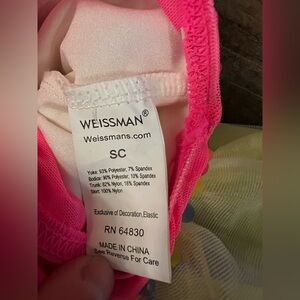 WEISSMAN®
Weissmans.com
SC
Yoke: 93% Polyester, 7% Spandex
Bodice: 90% Polyester, 10% Spandex
Trunk: 82% Nylon, 18% Spandex
Skirt: 100% Nylon
Exclusive of Decoration, Elastic
RN 64830
MADE IN CHINA
See Reverse For Care